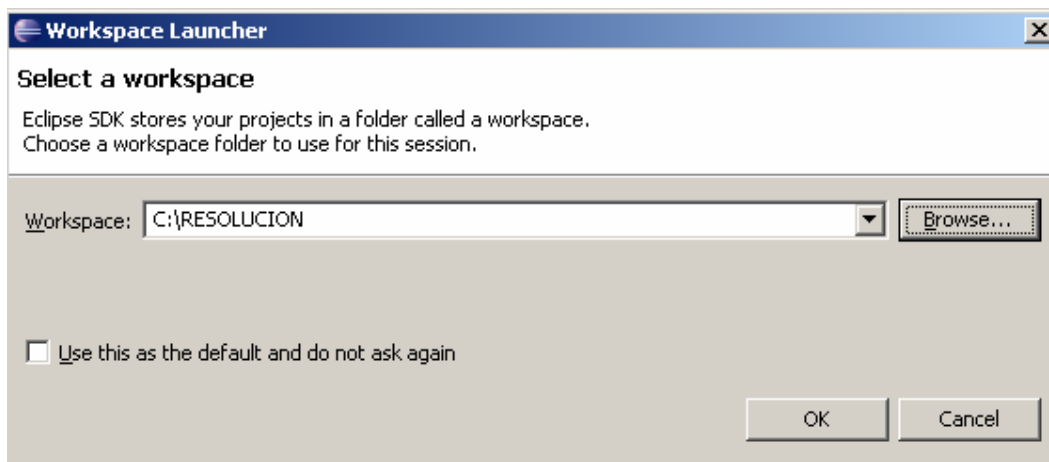 Workspace Launcher
Select a workspace
Eclipse SDK stores your projects in a folder called a workspace.
Choose a workspace folder to use for this session.
Workspace: C:\RESOLUCION Browse...
Use this as the default and do not ask again
OK Cancel